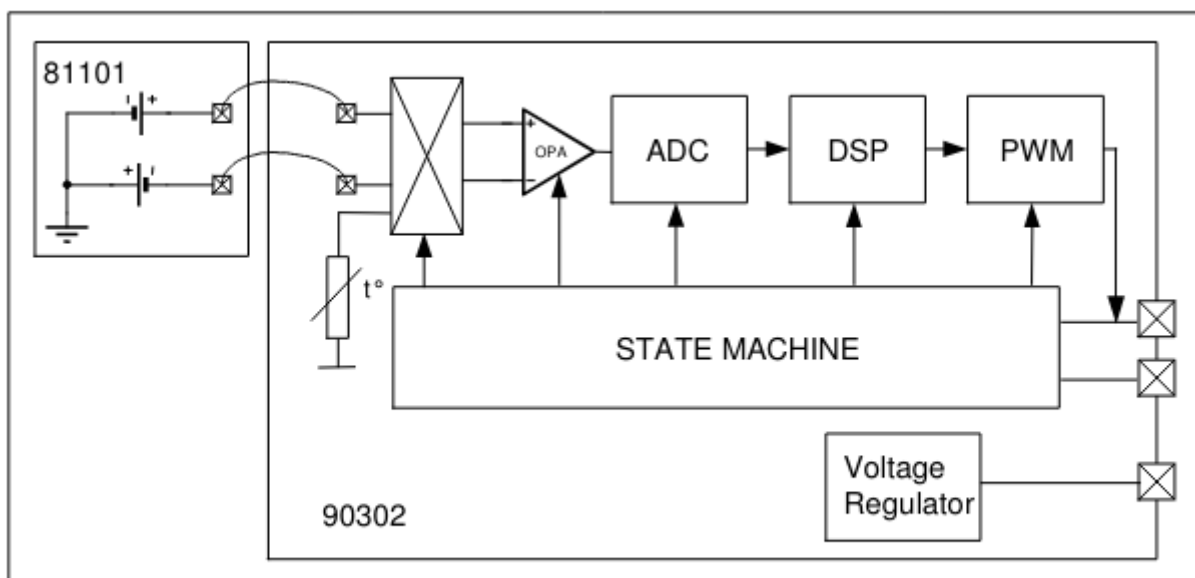 81101
OPA
ADC
DSP
PWM
t°
STATE MACHINE
Voltage
Regulator
90302